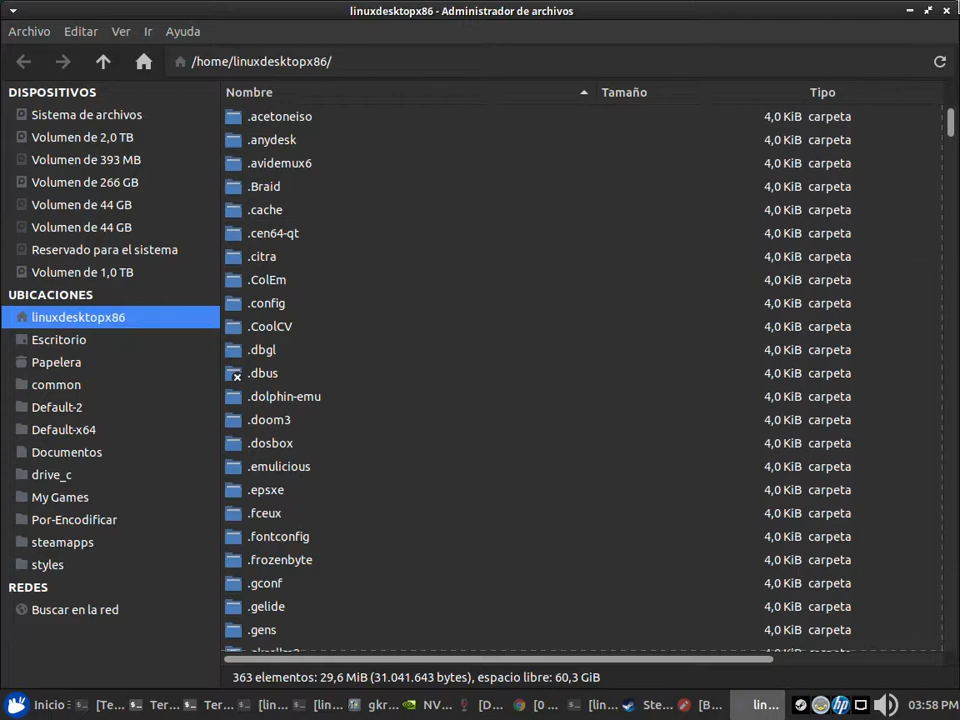 linuxdesktopx86 - Administrador de archivos
Archivo Editar Ver Ir Ayuda
/home/linuxdesktopx86/
DISPOSITIVOS
Sistema de archivos
Volumen de 2,0 TB
Volumen de 393 MB
Volumen de 266 GB
Volumen de 44 GB
Volumen de 44 GB
Reservado para el sistema
Volumen de 1,0 TB
UBICACIONES
linuxdesktopx86
Escritorio
Papelera
common
Default-2
Default-x64
Documentos
drive_c
My Games
Por-Encodificar
steamapps
styles
REDES
Buscar en la red
Nombre Tamaño Tipo
.acetoneiso 4,0 KiB carpeta
.anydesk 4,0 KiB carpeta
.avidemux6 4,0 KiB carpeta
.Braid 4,0 KiB carpeta
.cache 4,0 KiB carpeta
.cen64-qt 4,0 KiB carpeta
.citra 4,0 KiB carpeta
.ColEm 4,0 KiB carpeta
.config 4,0 KiB carpeta
.CoolCV 4,0 KiB carpeta
.dbgl 4,0 KiB carpeta
.dbus 4,0 KiB carpeta
.dolphin-emu 4,0 KiB carpeta
.doom3 4,0 KiB carpeta
.dosbox 4,0 KiB carpeta
.emulicious 4,0 KiB carpeta
.epsxe 4,0 KiB carpeta
.fceux 4,0 KiB carpeta
.fontconfig 4,0 KiB carpeta
.frozenbyte 4,0 KiB carpeta
.gconf 4,0 KiB carpeta
.gelide 4,0 KiB carpeta
.gens 4,0 KiB carpeta
363 elementos: 29,6 MiB (31.041.643 bytes), espacio libre: 60,3 GiB
Inicio [Te... Ter... Ter... [lin... [lin... gkr... NV... [D... [0 ... [lin... Ste... [B... lin... hp 03:58 PM